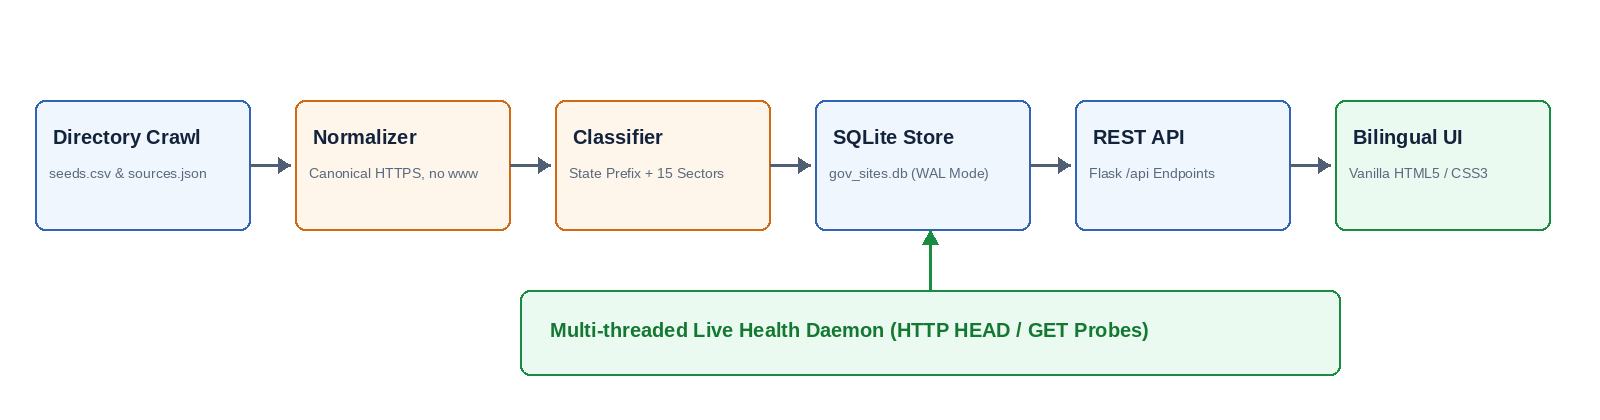 Directory Crawl
seeds.csv & sources.json
Normalizer
Canonical HTTPS, no www
Classifier
State Prefix + 15 Sectors
SQLite Store
gov_sites.db (WAL Mode)
REST API
Flask /api Endpoints
Bilingual UI
Vanilla HTML5 / CSS3
Multi-threaded Live Health Daemon (HTTP HEAD / GET Probes)